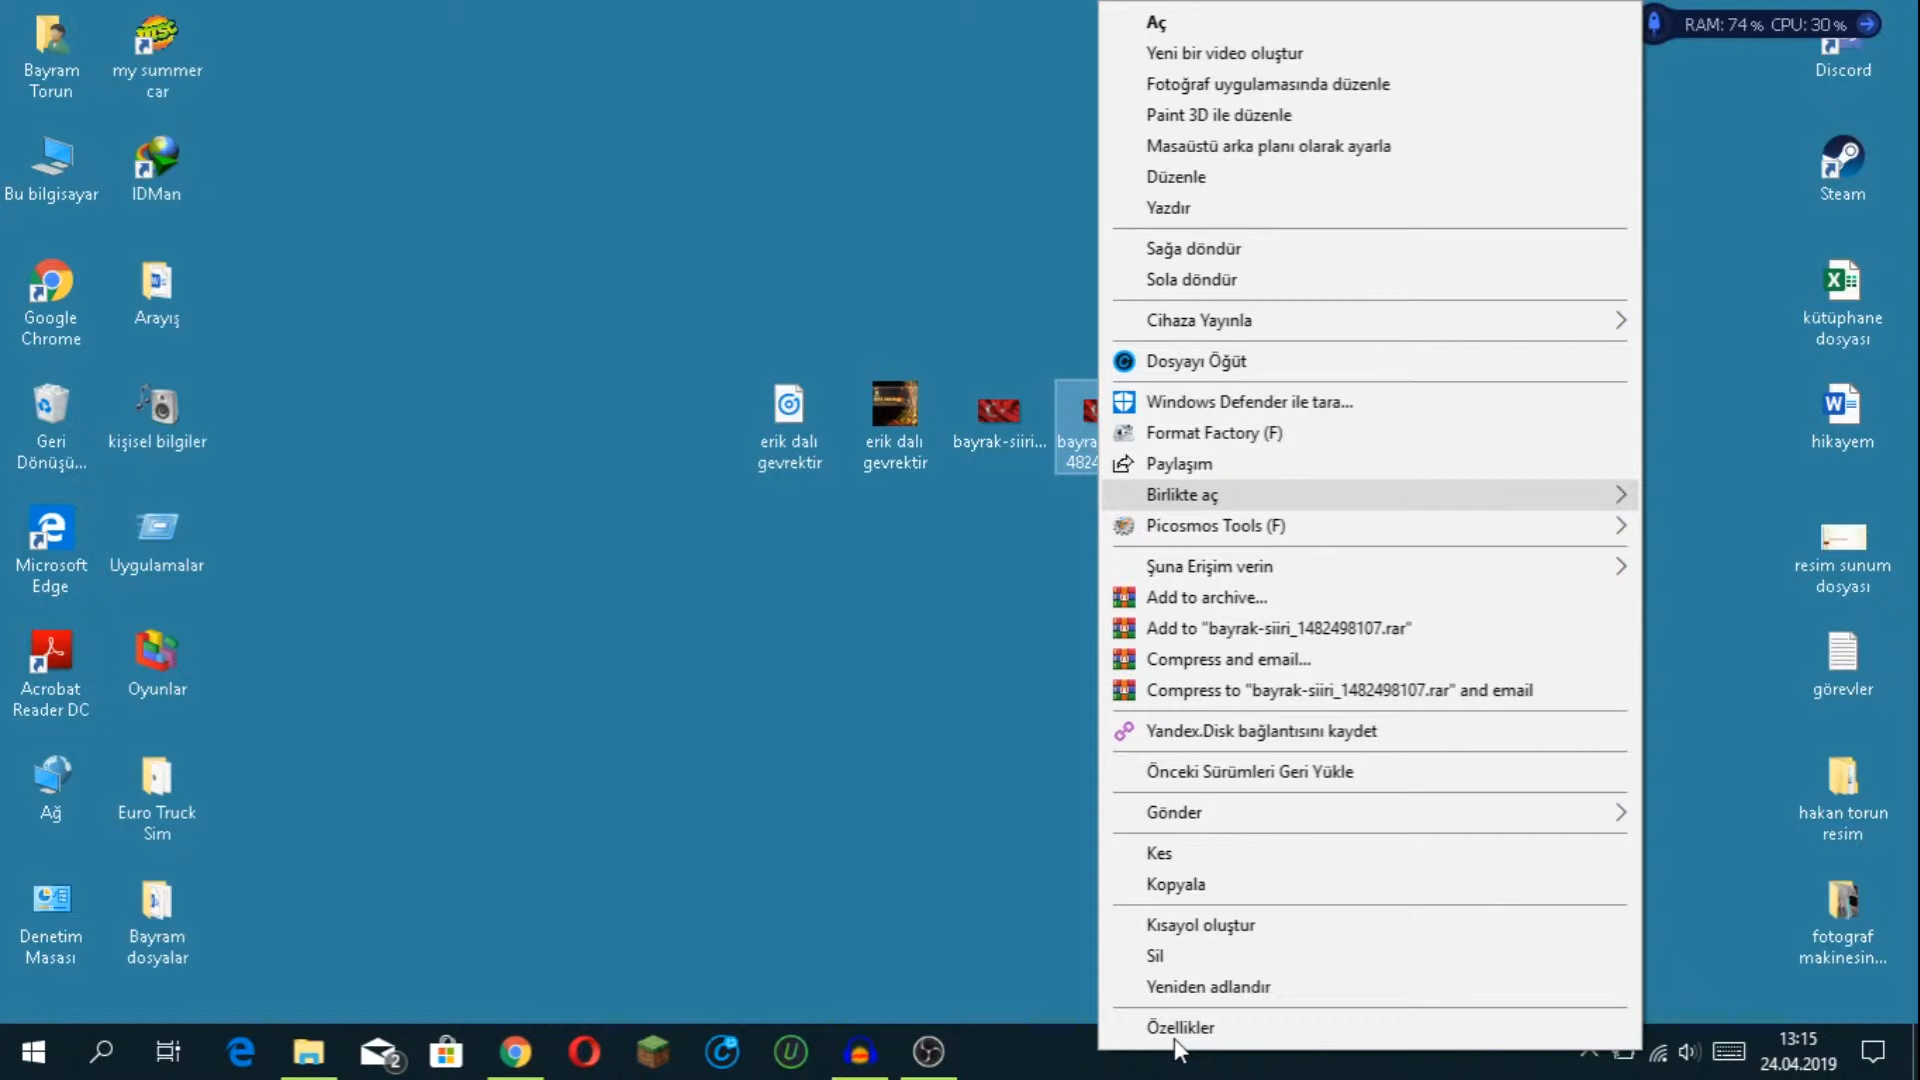 Bayram
Torun
my summer
car
Bu bilgisayar
IDMan
Google
Chrome
Arayış
Geri
Dönüşü...
kişisel bilgiler
Microsoft
Edge
Uygulamalar
Acrobat
Reader DC
Oyunlar
Ağ
Euro Truck
Sim
Denetim
Masası
Bayram
dosyalar
erik dalı
gevrektir
erik dalı
gevrektir
bayrak-siiri...
bayra
4824
Aç
Yeni bir video oluştur
Fotoğraf uygulamasında düzenle
Paint 3D ile düzenle
Masaüstü arka planı olarak ayarla
Düzenle
Yazdır
Sağa döndür
Sola döndür
Cihaza Yayınla
Dosyayı Öğüt
Windows Defender ile tara...
Format Factory (F)
Paylaşım
Birlikte aç
Picosmos Tools (F)
Şuna Erişim verin
Add to archive...
Add to "bayrak-siiri_1482498107.rar"
Compress and email...
Compress to "bayrak-siiri_1482498107.rar" and email
Yandex.Disk bağlantısını kaydet
Önceki Sürümleri Geri Yükle
Gönder
Kes
Kopyala
Kısayol oluştur
Sil
Yeniden adlandır
Özellikler
RAM: 74% CPU: 30%
Discord
Steam
kütüphane
dosyası
hikayem
resim sunum
dosyası
görevler
hakan torun
resim
fotograf
makinesin...
2
13:15
24.04.2019